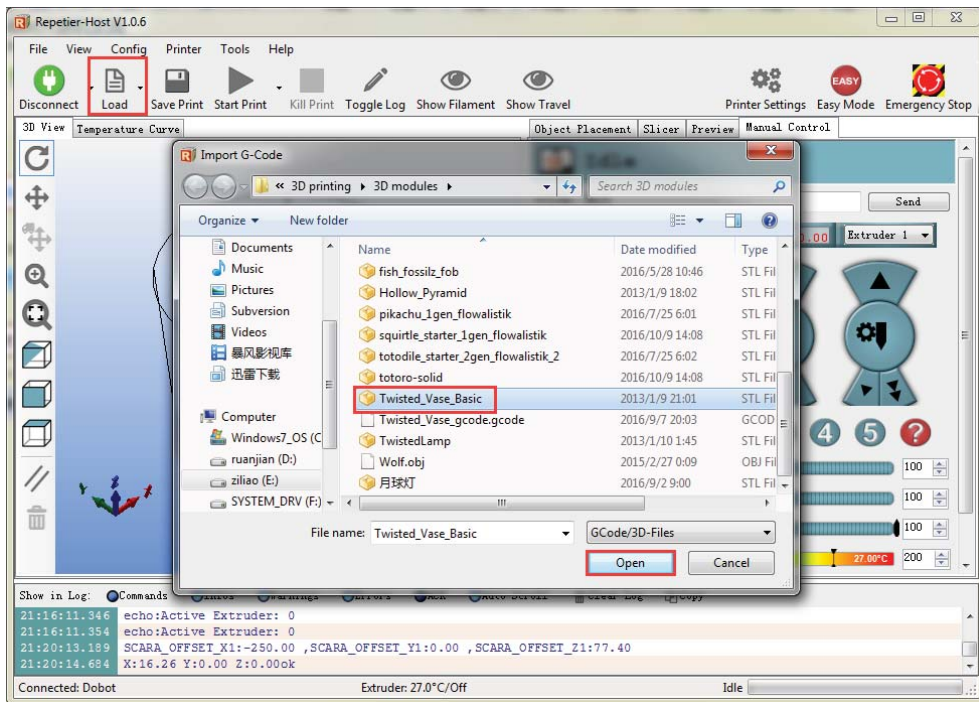 Repetier-Host V1.0.6
File View Config Printer Tools Help
Disconnect Load Save Print Start Print Kill Print Toggle Log Show Filament Show Travel Printer Settings Easy Mode Emergency Stop
EASY
3D View Temperature Curve Object Placement Slicer Preview Manual Control
Import G-Code
Idle
« 3D printing 3D modules Search 3D modules
Send
Organize New folder
Extruder 1
Documents
Music
Pictures
Subversion
Videos
暴风影视库
迅雷下载
Computer
Windows7_OS (C
ruanjian (D:)
ziliao (E:)
SYSTEM_DRV (F:)
Name Date modified Type
fish_fossilz_fob 2016/5/28 10:46 STL Fil
Hollow_Pyramid 2013/1/9 18:02 STL Fil
pikachu_1gen_flowalistik 2016/7/25 6:01 STL Fil
squirtle_starter_1gen_flowalistik 2016/10/9 14:08 STL Fil
totodile_starter_2gen_flowalistik_2 2016/7/25 6:02 STL Fil
totoro-solid 2016/10/9 14:08 STL Fil
Twisted_Vase_Basic 2013/1/9 21:01 STL Fil
Twisted_Vase_gcode.gcode 2016/9/7 20:03 GCOD
TwistedLamp 2013/1/10 1:45 STL Fil
Wolf.obj 2015/2/27 0:09 OBJ Fil
月球灯 2016/9/2 9:00 STL Fil
4 5 ?
100
100
100
27.00°C 200
File name: Twisted_Vase_Basic GCode/3D-Files
Open Cancel
Y Z X
Show in Log: Commands
21:16:11.346 echo:Active Extruder: 0
21:16:11.354 echo:Active Extruder: 0
21:20:13.189 SCARA_OFFSET_X1:-250.00 ,SCARA_OFFSET_Y1:0.00 ,SCARA_OFFSET_Z1:77.40
21:20:14.684 X:16.26 Y:0.00 Z:0.00ok
Connected: Dobot Extruder: 27.0°C/Off Idle